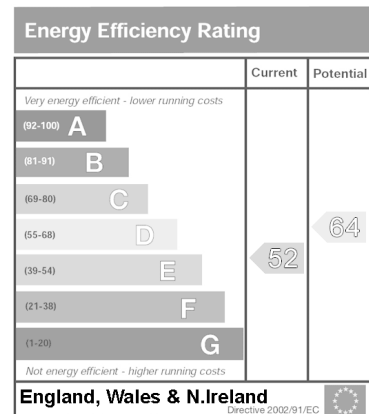 Energy Efficiency Rating
Current Potential
Very energy efficient - lower running costs
(92-100) A
(81-91) B
(69-80) C
(55-68) D
64
(39-54) E
52
(21-38) F
(1-20) G
Not energy efficient - higher running costs
England, Wales & N.Ireland
Directive 2002/91/EC